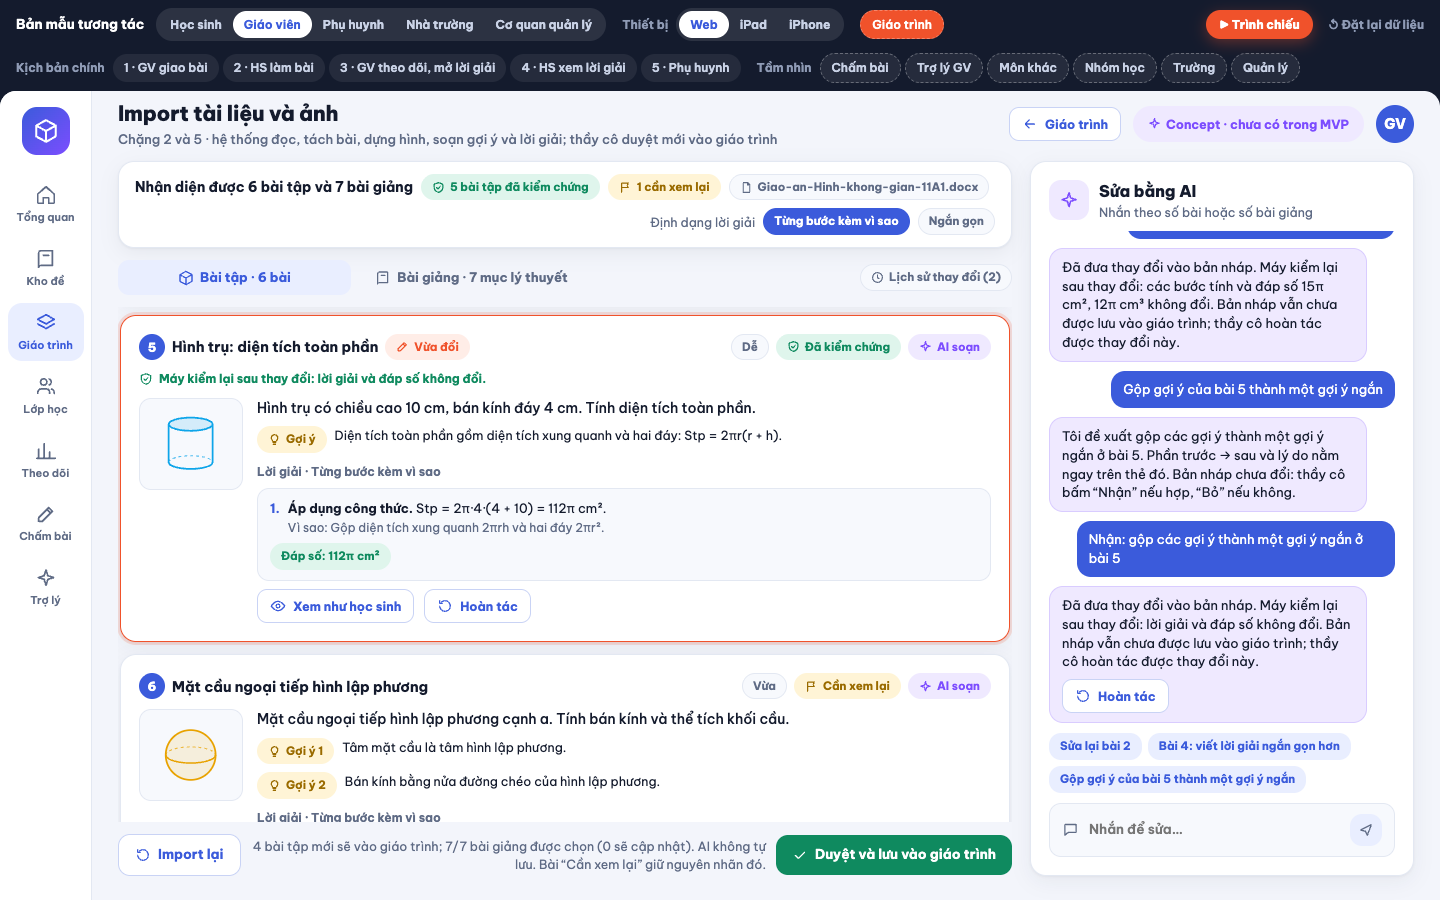 Bản mẫu tương tác
Học sinh
Giáo viên
Phụ huynh
Nhà trường
Cơ quan quản lý
Thiết bị
Web
iPad
iPhone
Giáo trình
Trình chiếu
Đặt lại dữ liệu
Kịch bản chính
1 · GV giao bài
2 · HS làm bài
3 · GV theo dõi, mở lời giải
4 · HS xem lời giải
5 · Phụ huynh
Tầm nhìn
Chấm bài
Trợ lý GV
Môn khác
Nhóm học
Trường
Quản lý
Tổng quan
Kho đề
Giáo trình
Lớp học
Theo dõi
Chấm bài
Trợ lý
Import tài liệu và ảnh
Chặng 2 và 5 · hệ thống đọc, tách bài, dựng hình, soạn gợi ý và lời giải; thầy cô duyệt mới vào giáo trình
← Giáo trình
Concept · chưa có trong MVP
GV
Nhận diện được 6 bài tập và 7 bài giảng
5 bài tập đã kiểm chứng
1 cần xem lại
Giao-an-Hinh-khong-gian-11A1.docx
Định dạng lời giải
Từng bước kèm vì sao
Ngắn gọn
Bài tập · 6 bài
Bài giảng · 7 mục lý thuyết
Lịch sử thay đổi (2)
5
Hình trụ: diện tích toàn phần
Vừa đổi
Dễ
Đã kiểm chứng
AI soạn
Máy kiểm lại sau thay đổi: lời giải và đáp số không đổi.
Hình trụ có chiều cao 10 cm, bán kính đáy 4 cm. Tính diện tích toàn phần.
Gợi ý
Diện tích toàn phần gồm diện tích xung quanh và hai đáy: Stp = 2πr(r + h).
Lời giải · Từng bước kèm vì sao
1. Áp dụng công thức. Stp = 2π·4·(4 + 10) = 112π cm².
Vì sao: Gộp diện tích xung quanh 2πrh và hai đáy 2πr².
Đáp số: 112π cm²
Xem như học sinh
Hoàn tác
6
Mặt cầu ngoại tiếp hình lập phương
Vừa
Cần xem lại
AI soạn
Mặt cầu ngoại tiếp hình lập phương cạnh a. Tính bán kính và thể tích khối cầu.
Gợi ý 1
Tâm mặt cầu là tâm hình lập phương.
Gợi ý 2
Bán kính bằng nửa đường chéo của hình lập phương.
Lời giải · Từng bước kèm vì sao
Import lại
4 bài tập mới sẽ vào giáo trình; 7/7 bài giảng được chọn (0 sẽ cập nhật). AI không tự
lưu. Bài “Cần xem lại” giữ nguyên nhãn đó.
Duyệt và lưu vào giáo trình
Sửa bằng AI
Nhắn theo số bài hoặc số bài giảng
Đã đưa thay đổi vào bản nháp. Máy kiểm lại
sau thay đổi: các bước tính và đáp số 15π
cm², 12π cm³ không đổi. Bản nháp vẫn chưa
được lưu vào giáo trình; thầy cô hoàn tác
được thay đổi này.
Gộp gợi ý của bài 5 thành một gợi ý ngắn
Tôi đề xuất gộp các gợi ý thành một gợi ý
ngắn ở bài 5. Phần trước → sau và lý do nằm
ngay trên thẻ đó. Bản nháp chưa đổi: thầy cô
bấm “Nhận” nếu hợp, “Bỏ” nếu không.
Nhận: gộp các gợi ý thành một gợi ý ngắn ở
bài 5
Đã đưa thay đổi vào bản nháp. Máy kiểm lại
sau thay đổi: lời giải và đáp số không đổi. Bản
nháp vẫn chưa được lưu vào giáo trình; thầy
cô hoàn tác được thay đổi này.
Hoàn tác
Sửa lại bài 2
Bài 4: viết lời giải ngắn gọn hơn
Gộp gợi ý của bài 5 thành một gợi ý ngắn
Nhắn để sửa...